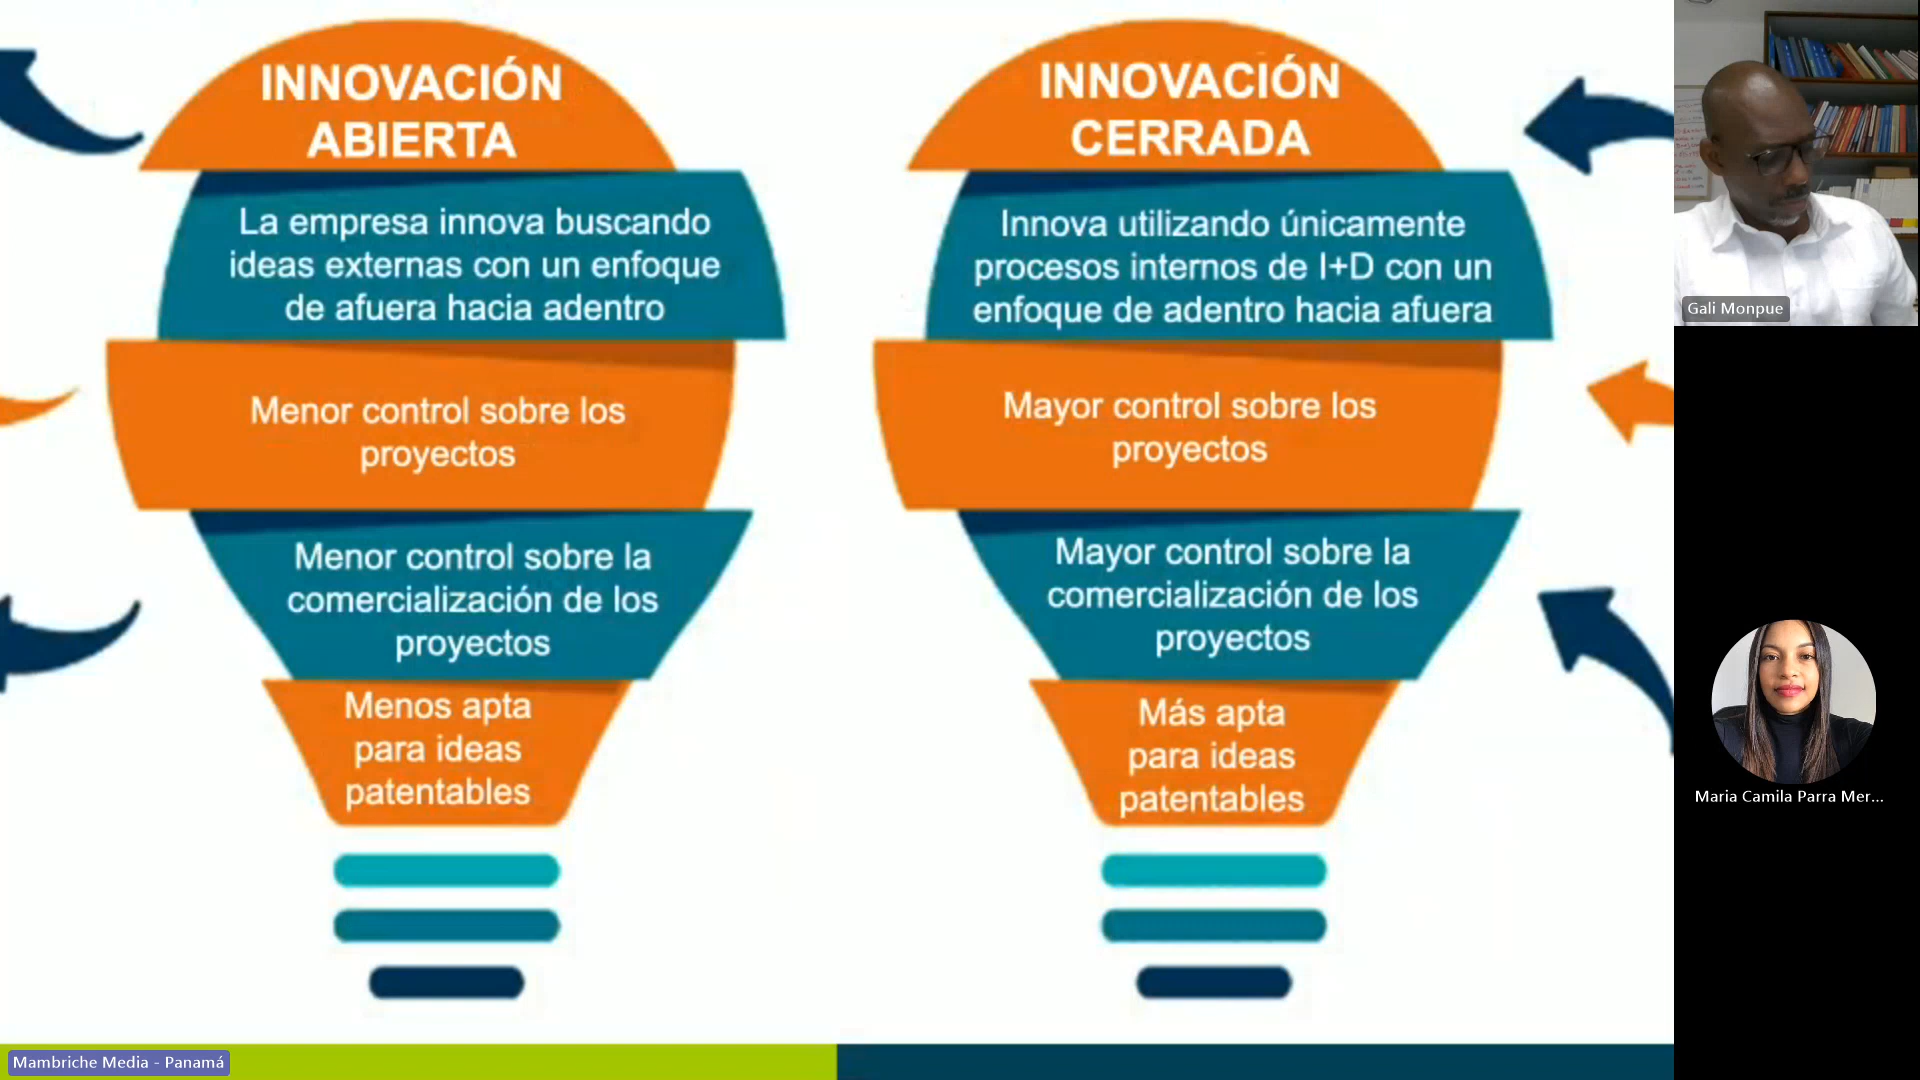 INNOVACIÓN
ABIERTA
La empresa innova buscando
ideas externas con un enfoque
de afuera hacia adentro
Menor control sobre los
proyectos
Menor control sobre la
comercialización de los
proyectos
Menos apta
para ideas
patentables
INNOVACIÓN
CERRADA
Innova utilizando únicamente
procesos internos de I+D con un
enfoque de adentro hacia afuera
Mayor control sobre los
proyectos
Mayor control sobre la
comercialización de los
proyectos
Más apta
para ideas
patentables
Gali Monpue
Maria Camila Parra Mer...
Mambriche Media - Panamá